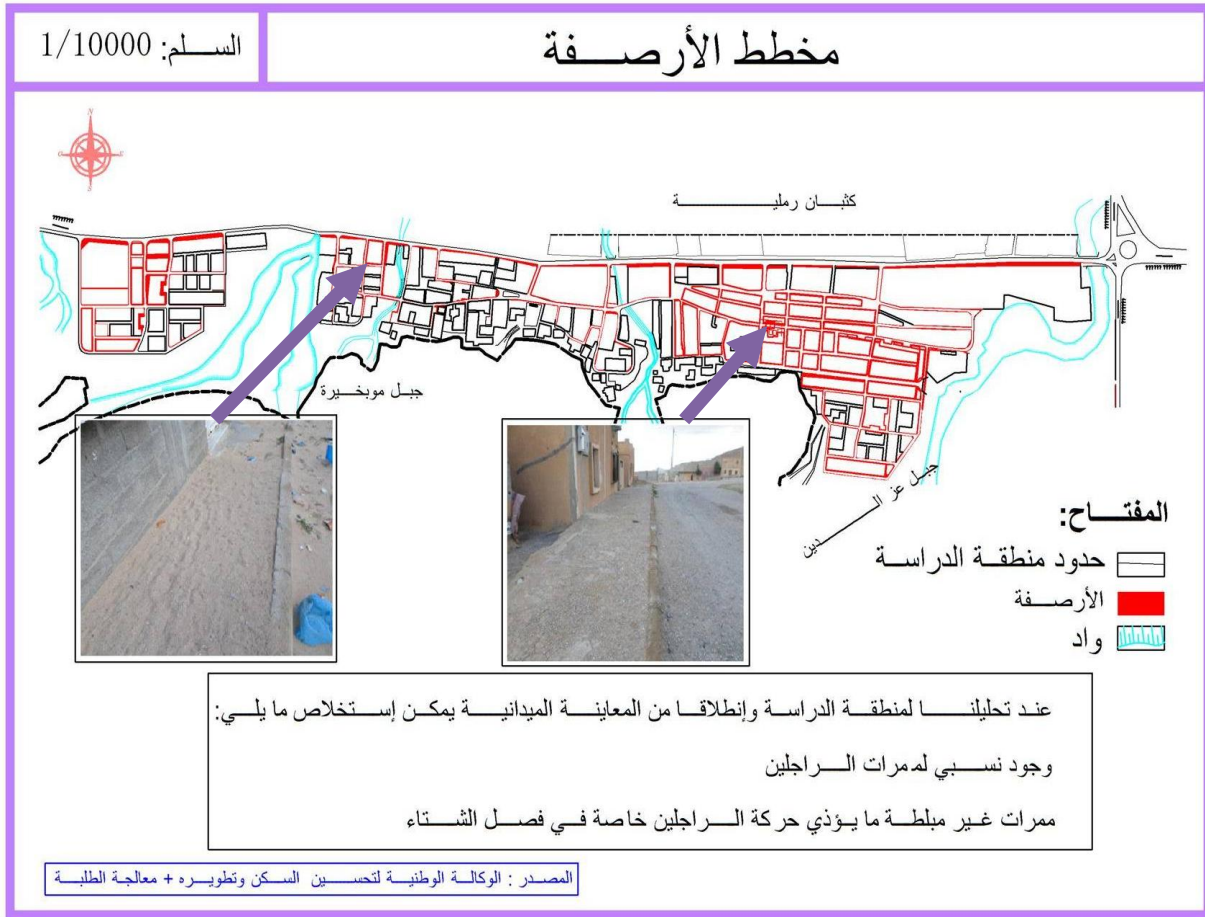 مخطط الأرصفة
السلم: 1/10000
N
O
E
S
كثبان رملية
جبل موبخيرة
جبل عز الدين
المفتاح:
حدود منطقة الدراسة
الأرصفة
واد
عند تحليلنا لمنطقة الدراسة وإنطلاقا من المعاينة الميدانية يمكن إستخلاص ما يلي:
وجود نسبي لممرات الراجلين
ممرات غير مبلطة ما يؤذي حركة الراجلين خاصة في فصل الشتاء
المصدر : الوكالة الوطنية لتحسين السكن وتطويره + معالجة الطلبة